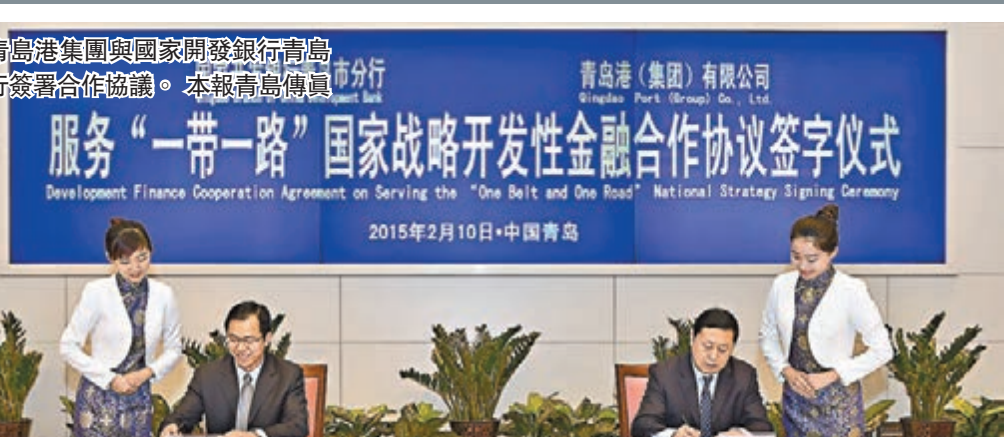 青島港集團與國家開發銀行青島
行簽署合作協議。 本報青島傳真
市分行
Development Bank
青岛港（集团）有限公司
Qingdao Port (Group) Co., Ltd.
服务“一带一路”国家战略开发性金融合作协议签字仪式
Development Finance Cooperation Agreement on Serving the "One Belt and One Road" National Strategy Signing Ceremony
2015年2月10日•中国青岛